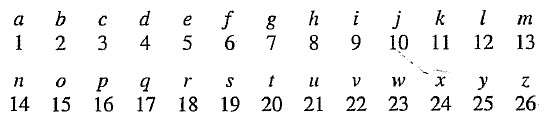 a b c d e f g h i j k l m
1 2 3 4 5 6 7 8 9 10 11 12 13
n o p q r s t u v w x y z
14 15 16 17 18 19 20 21 22 23 24 25 26